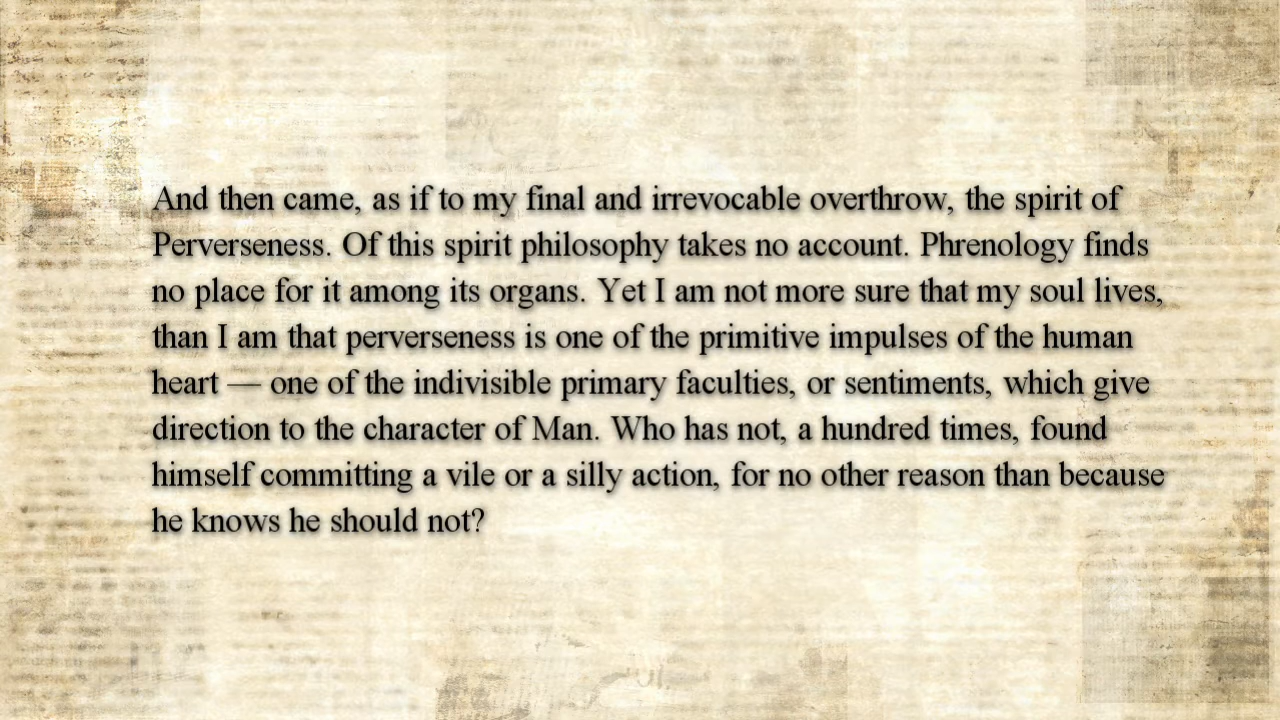 And then came, as if to my final and irrevocable overthrow, the spirit of
Perverseness. Of this spirit philosophy takes no account. Phrenology finds
no place for it among its organs. Yet I am not more sure that my soul lives,
than I am that perverseness is one of the primitive impulses of the human
heart — one of the indivisible primary faculties, or sentiments, which give
direction to the character of Man. Who has not, a hundred times, found
himself committing a vile or a silly action, for no other reason than because
he knows he should not?